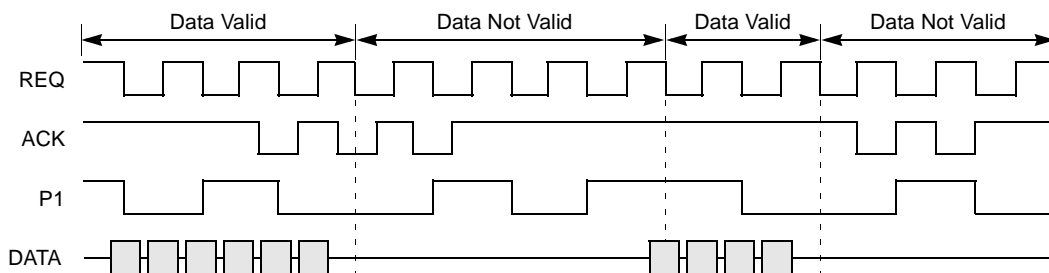 Data Valid
Data Not Valid
Data Valid
Data Not Valid
REQ
ACK
P1
DATA